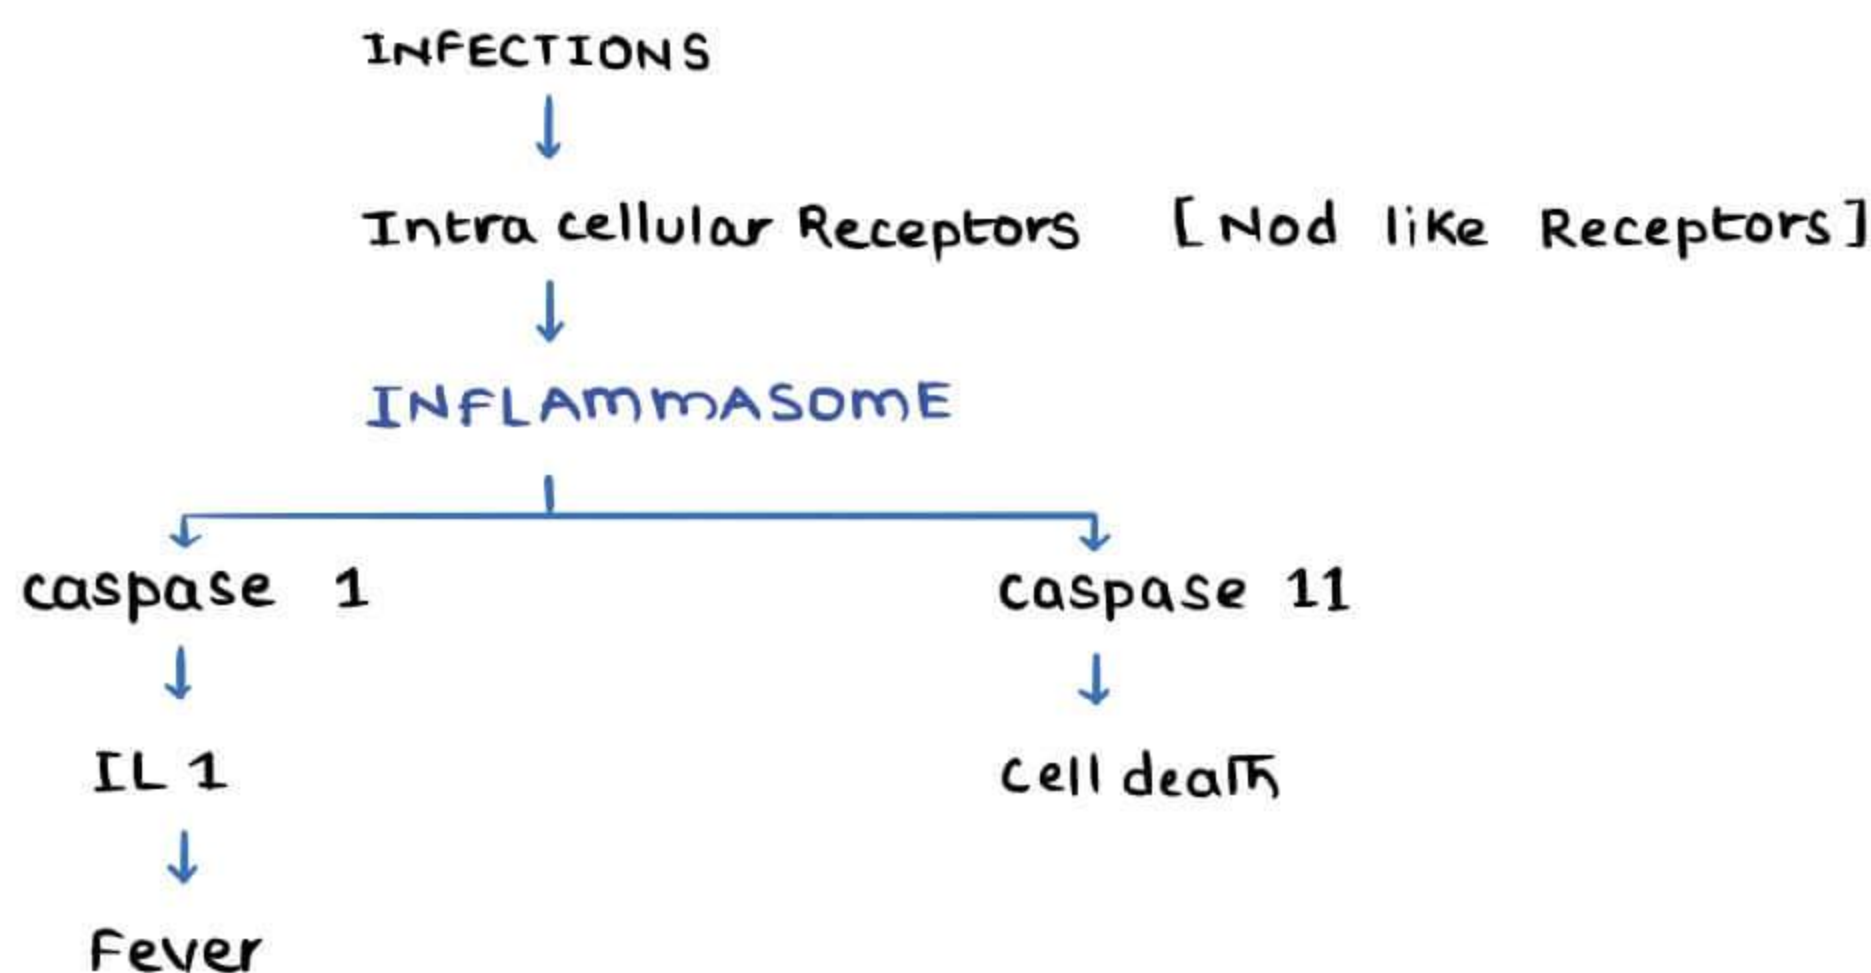 INFECTIONS
Intra cellular Receptors [Nod like Receptors]
INFLAMMASOME
caspase 1 caspase 11
IL 1 cell death
Fever